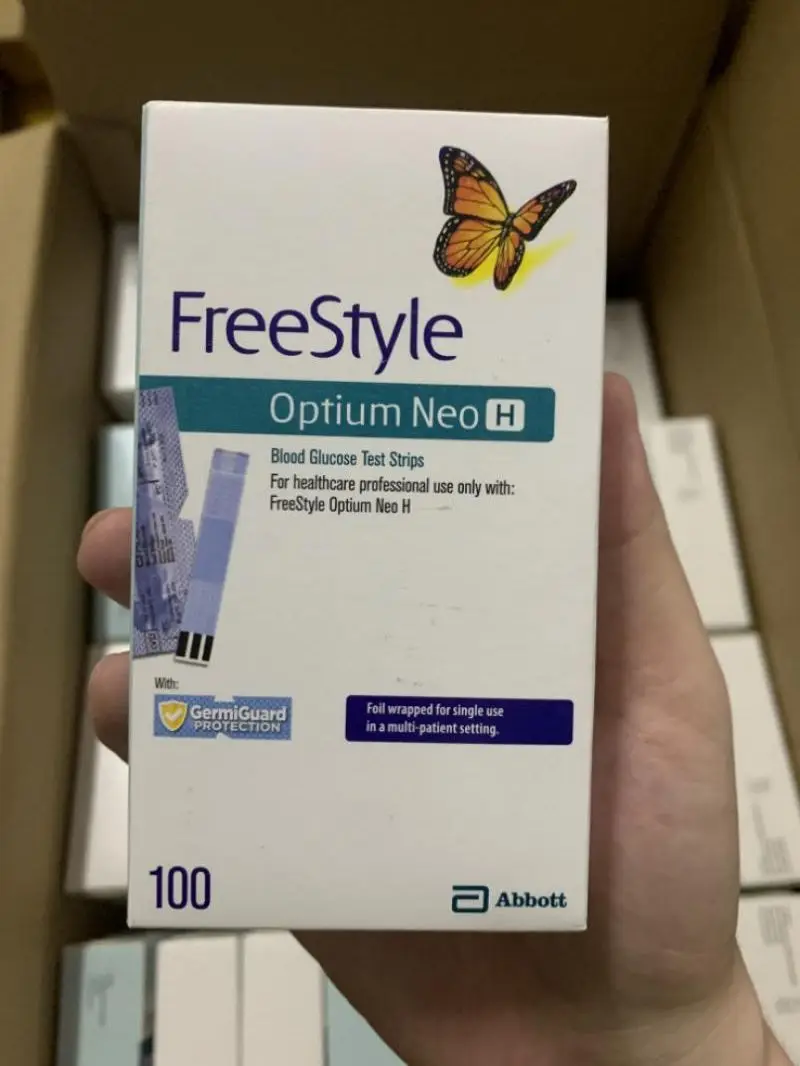 FreeStyle
Optium Neo H
Blood Glucose Test Strips
For healthcare professional use only with:
FreeStyle Optium Neo H
With:
GermiGuard
PROTECTION
Foil wrapped for single use
in a multi-patient setting.
100
Abbott